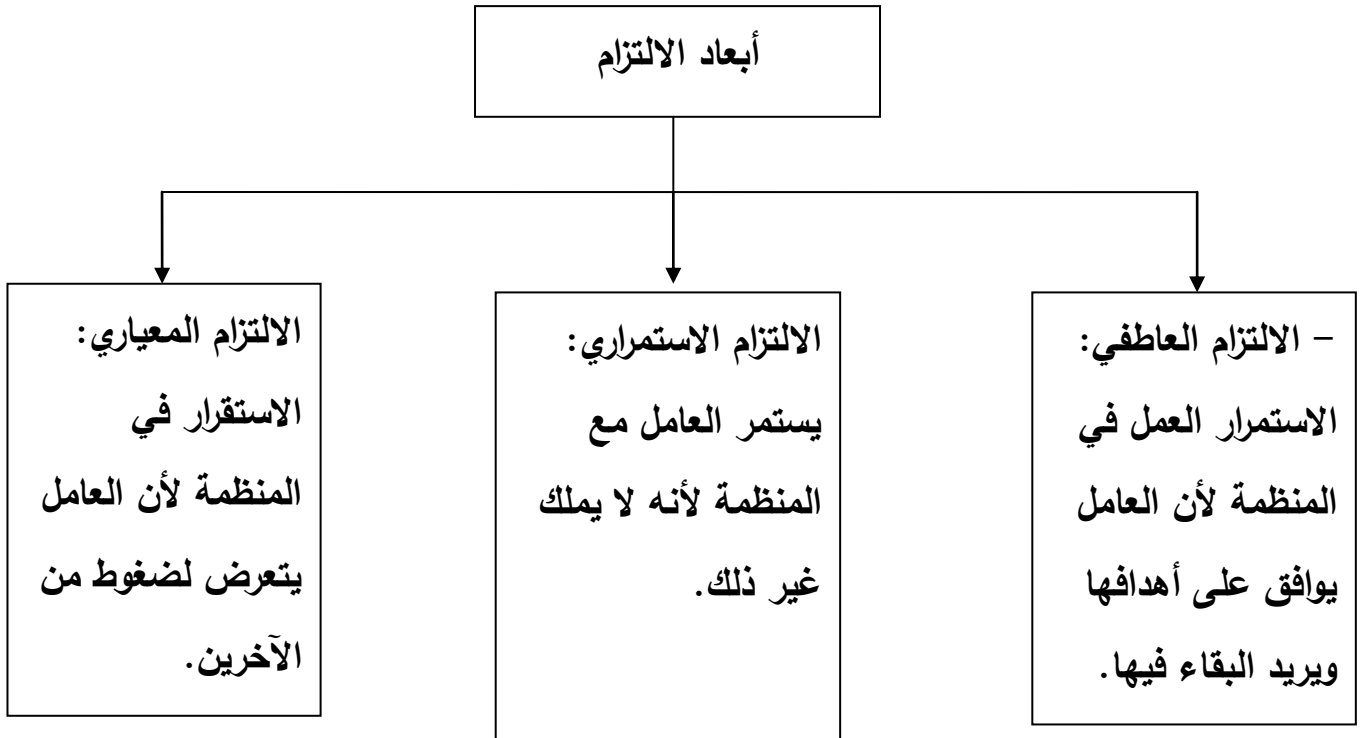 أبعاد الالتزام
– الالتزام العاطفي:
الاستمرار العمل في
المنظمة لأن العامل
يوافق على أهدافها
ويريد البقاء فيها.
الالتزام الاستمراري:
يستمر العامل مع
المنظمة لأنه لا يملك
غير ذلك.
الالتزام المعياري:
الاستقرار في
المنظمة لأن العامل
يتعرض لضغوط من
الآخرين.